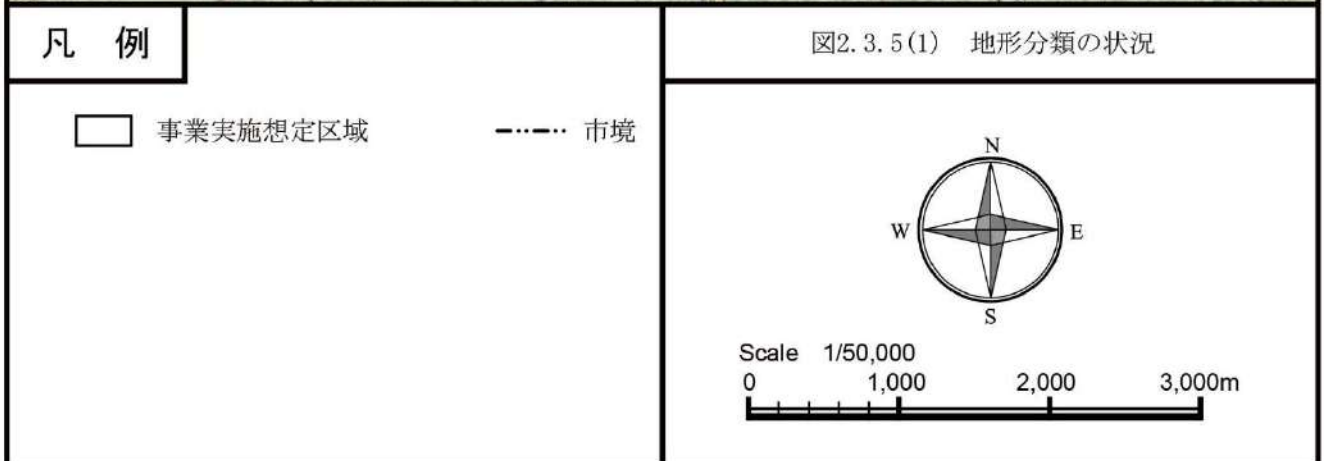 凡 例
図2.3.5(1) 地形分類の状況
事業実施想定区域
市境
N
W
E
S
Scale 1/50,000
0 1,000 2,000 3,000m